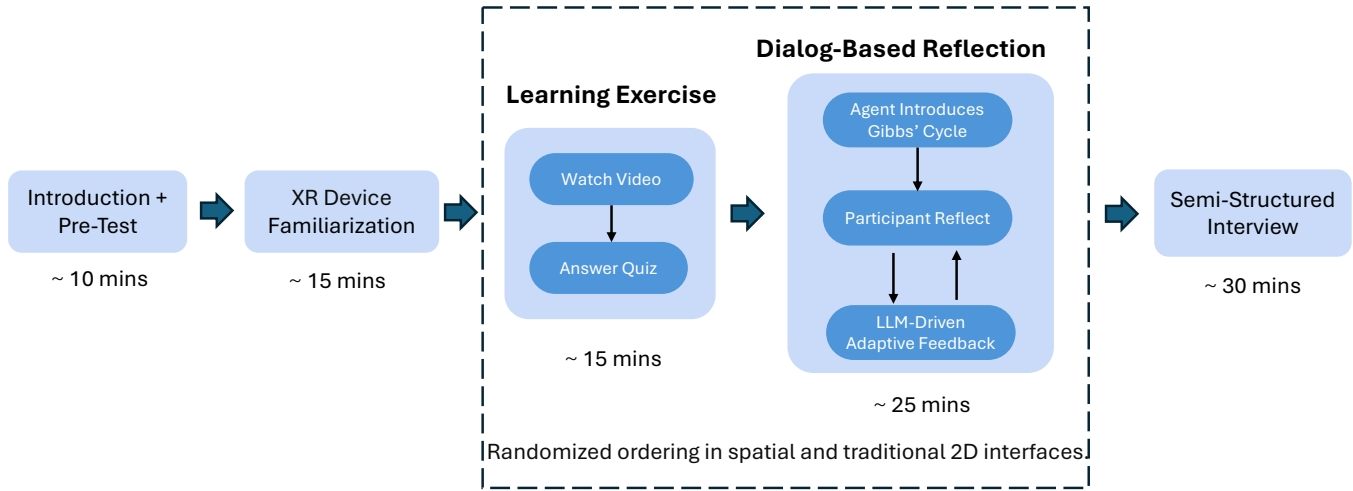 Introduction +
Pre-Test
~ 10 mins
XR Device
Familiarization
~ 15 mins
Learning Exercise
Watch Video
Answer Quiz
~ 15 mins
Dialog-Based Reflection
Agent Introduces
Gibbs' Cycle
Participant Reflect
LLM-Driven
Adaptive Feedback
~ 25 mins
Randomized ordering in spatial and traditional 2D interfaces.
Semi-Structured
Interview
~ 30 mins